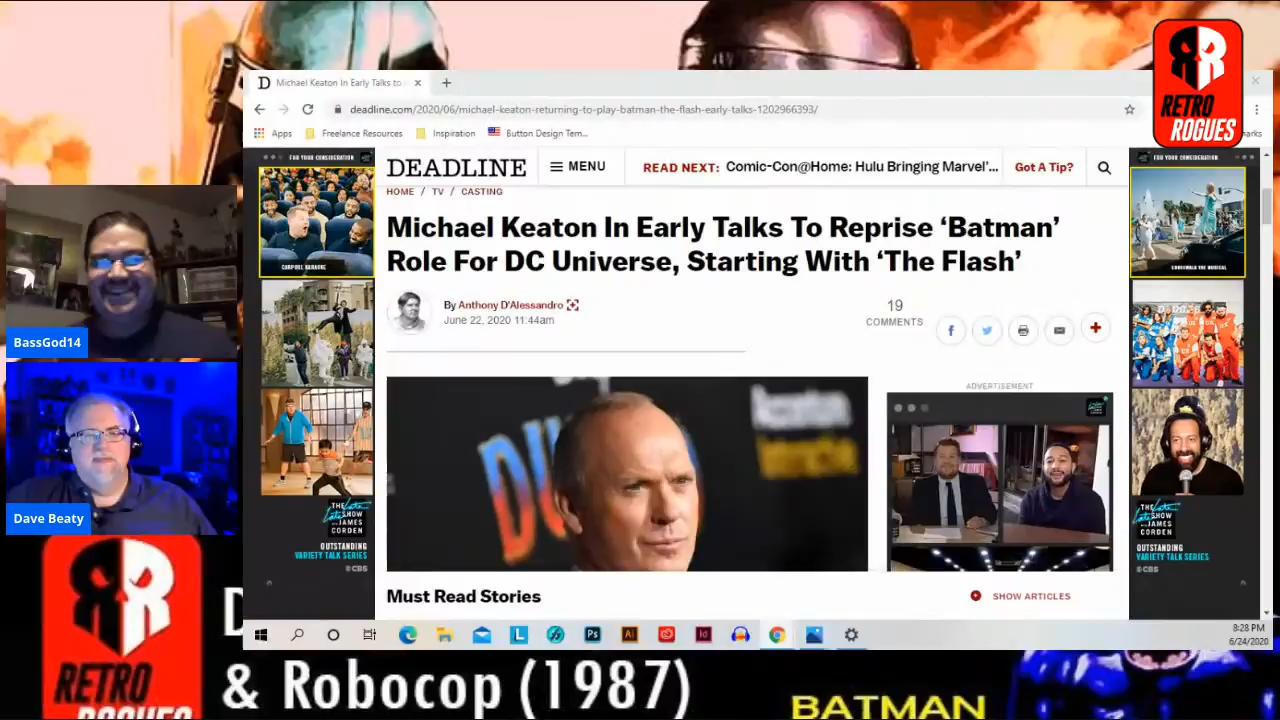 Michael Keaton In Early Talks to
deadline.com/2020/06/michael-keaton-returning-to-play-batman-the-flash-early-talks-1202966393/
Apps
Freelance Resources
Inspiration
Button Design Tem...
RETRO
ROGUES
FOR YOUR CONSIDERATION
DEADLINE
MENU
READ NEXT: Comic-Con@Home: Hulu Bringing Marvel'...
Got A Tip?
FOR YOUR CONSIDERATION
HOME / TV / CASTING
Michael Keaton In Early Talks To Reprise ‘Batman’
Role For DC Universe, Starting With ‘The Flash’
CARPOOL KARAOKE
CROSSWALK THE MUSICAL
By Anthony D'Alessandro
June 22, 2020 11:44am
19
COMMENTS
BassGod14
ADVERTISEMENT
DU
Dave Beaty
THE
LATE LATE
SHOW
JAMES
CORDEN
OUTSTANDING
VARIETY TALK SERIES
©CBS
THE
LATE LATE
SHOW
JAMES
CORDEN
OUTSTANDING
VARIETY TALK SERIES
©CBS
Must Read Stories
SHOW ARTICLES
8:28 PM
6/24/2020
D
RETRO
ROGUES
& Robocop (1987)
BATMAN